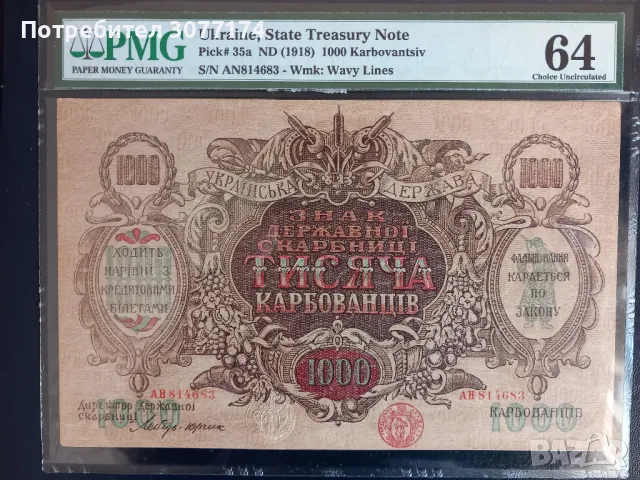 Потребител 3077174
PMG
PAPER MONEY GUARANTY
Ukraine, State Treasury Note
Pick# 35a ND (1918) 1000 Karbovantsiv
S/N AN814683 - Wmk: Wavy Lines
64
Choice Uncirculated
1000
1000
УКРАЇНСЬКА
ДЕРЖАВА
ЗНАК
ДЕРЖАВНОЇ
СКАРБНИЦІ
ТИСЯЧА
КАРБОВАНЦІВ
ХОДИТЬ
НАРІВНІ З
КРЕДИТОВИМИ
БІЛЕТАМИ
ФАЛЬШУВАННЯ
КАРАЄТЬСЯ
ПО
ЗАКОНУ
1000
АН 814683
АН 814683
Директор Державної
Скарбниці
1000
КАРБОВАНЦІВ
1000
BAZAR